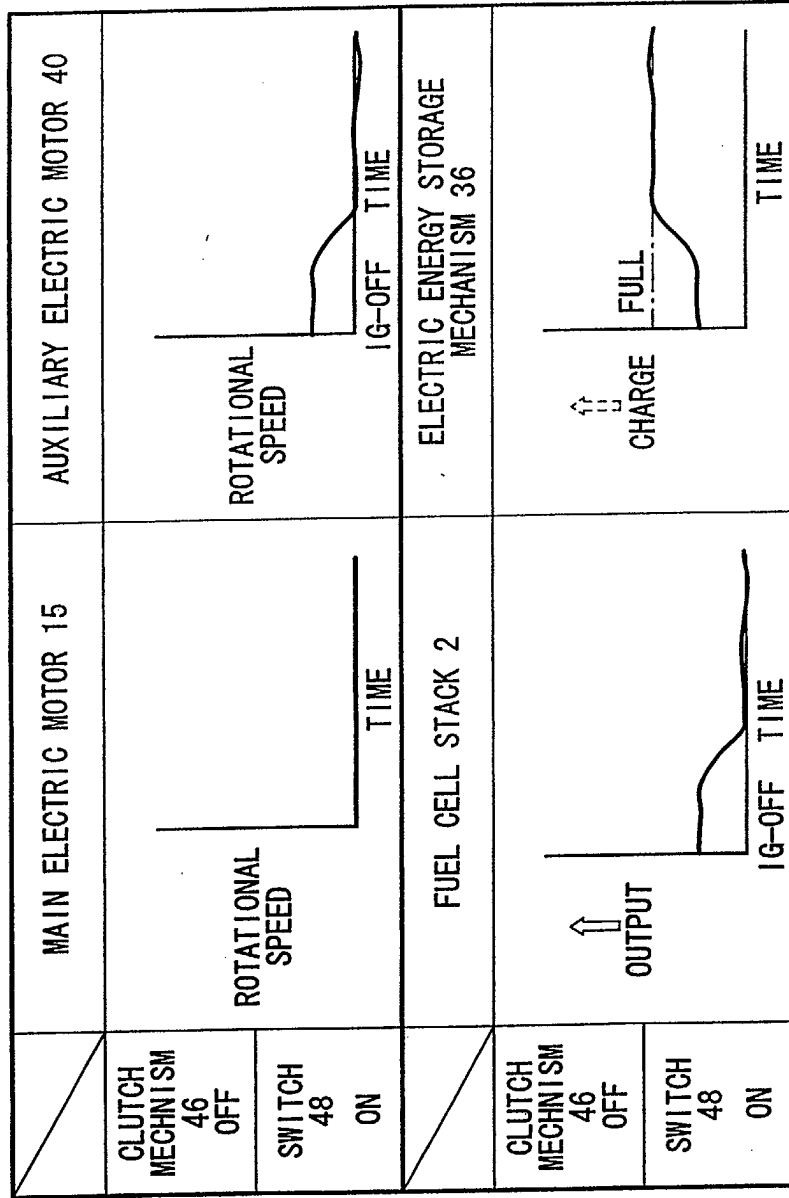 MAIN ELECTRIC MOTOR 15
AUXILIARY ELECTRIC MOTOR 40
CLUTCH
MECHNISM
46
OFF
SWITCH
48
ON
ROTATIONAL
SPEED
TIME
ROTATIONAL
SPEED
IG-OFF TIME
FUEL CELL STACK 2
ELECTRIC ENERGY STORAGE
MECHANISM 36
CLUTCH
MECHNISM
46
OFF
SWITCH
48
ON
OUTPUT
IG-OFF TIME
CHARGE
FULL
TIME